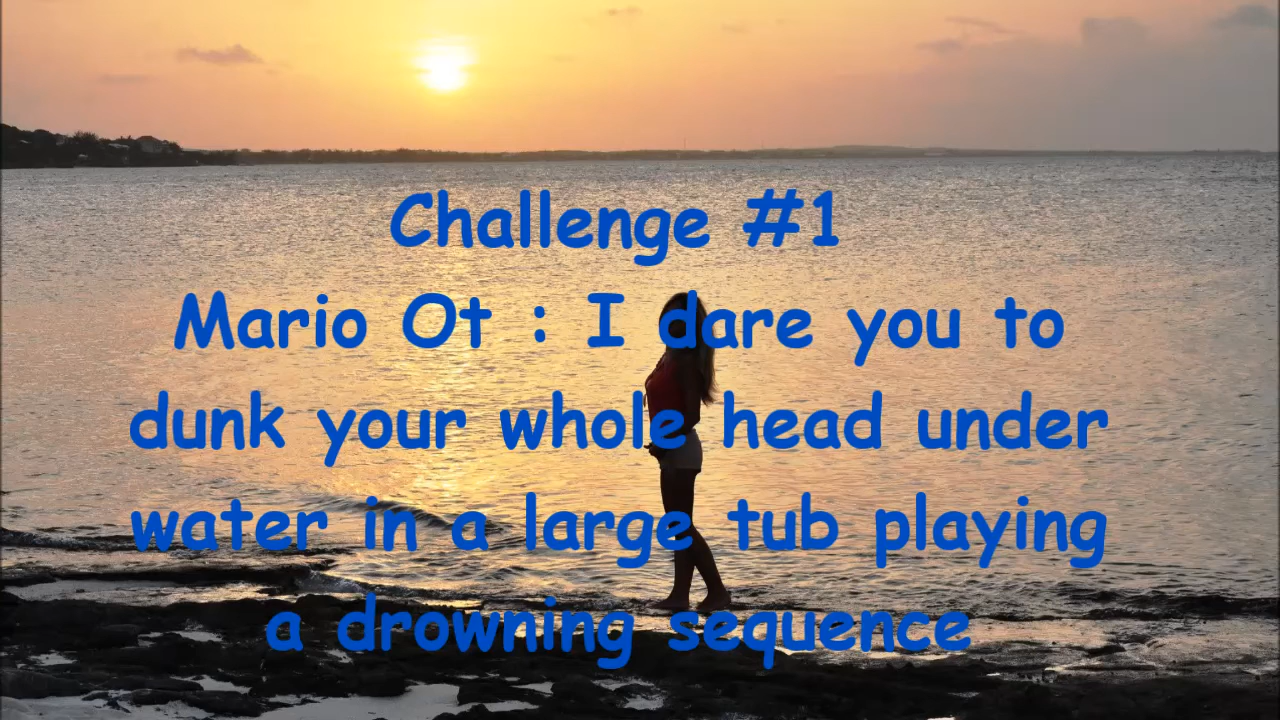 Challenge #1
Mario Ot : I dare you to
dunk your whole head under
water in a large tub playing
a drowning sequence